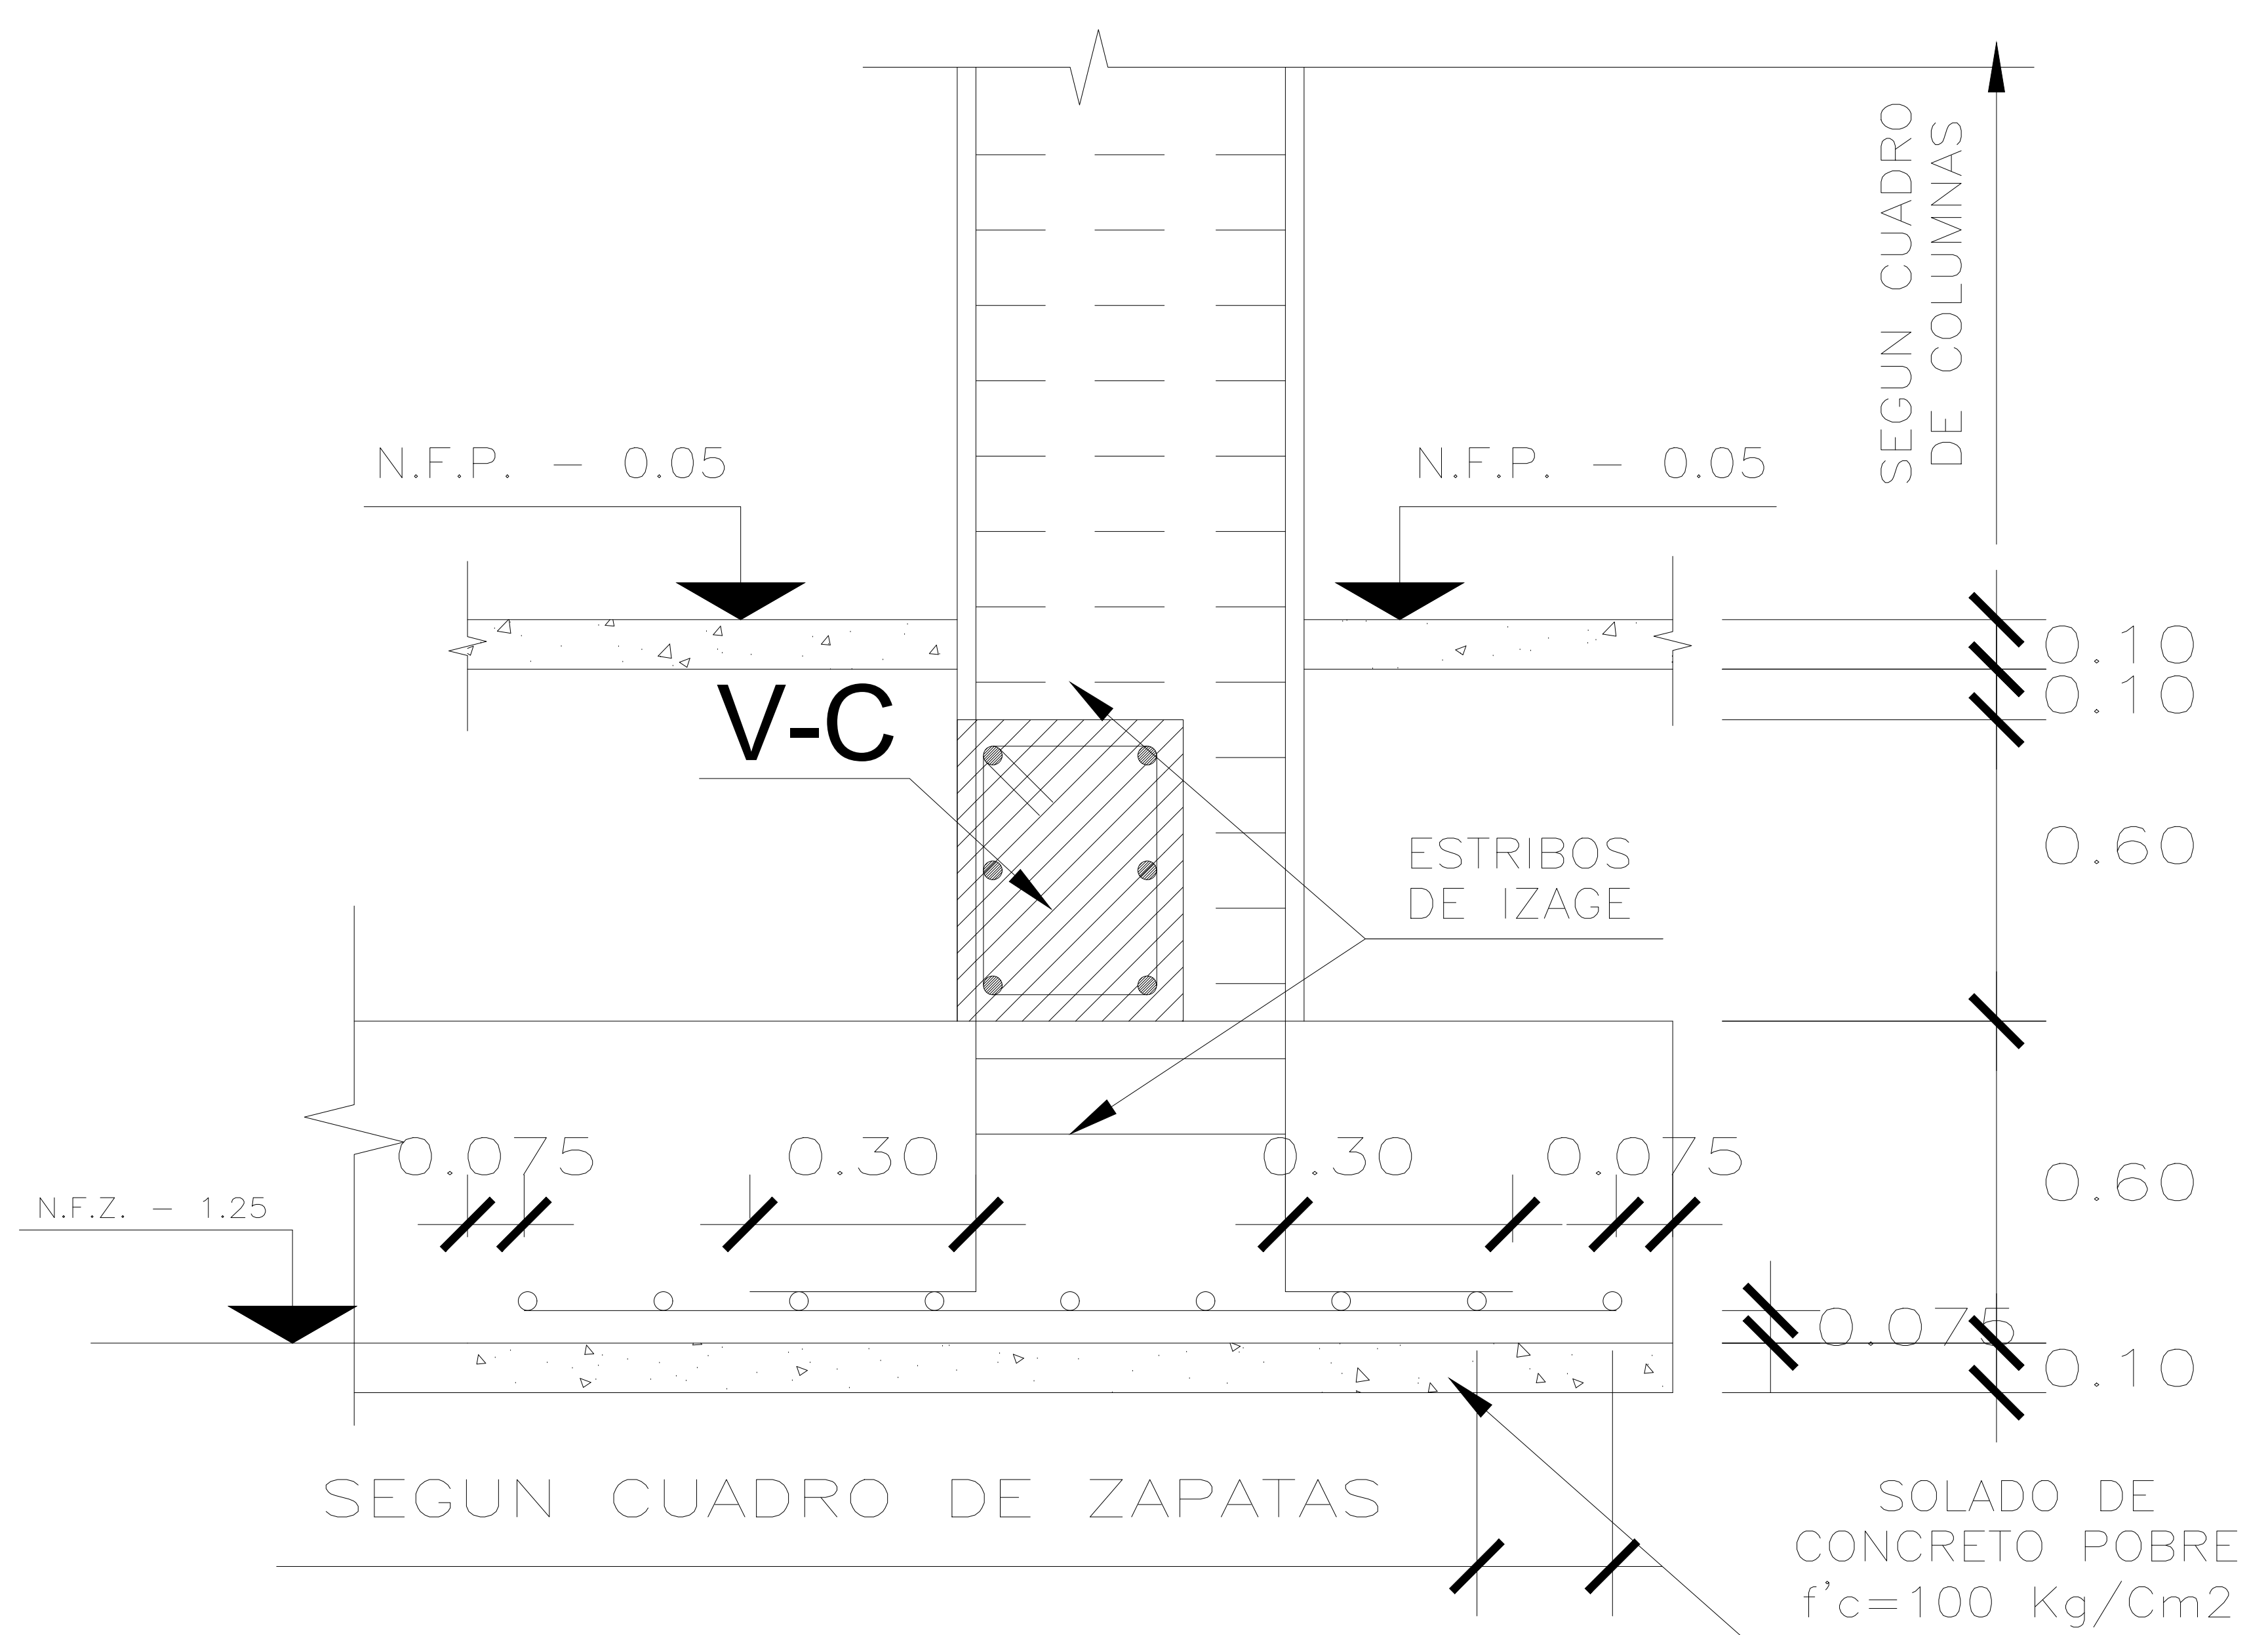 SEGUN CUADRO
DE COLUMNAS
N.F.P. - 0.05
N.F.P. - 0.05
0.10
0.10
V-C
0.60
ESTRIBOS
DE IZAGE
0.075
0.30
0.30
0.075
0.60
N.F.Z. - 1.25
0.075
0.10
SEGUN CUADRO DE ZAPATAS
SOLADO DE
CONCRETO POBRE
f'c=100 Kg/Cm2